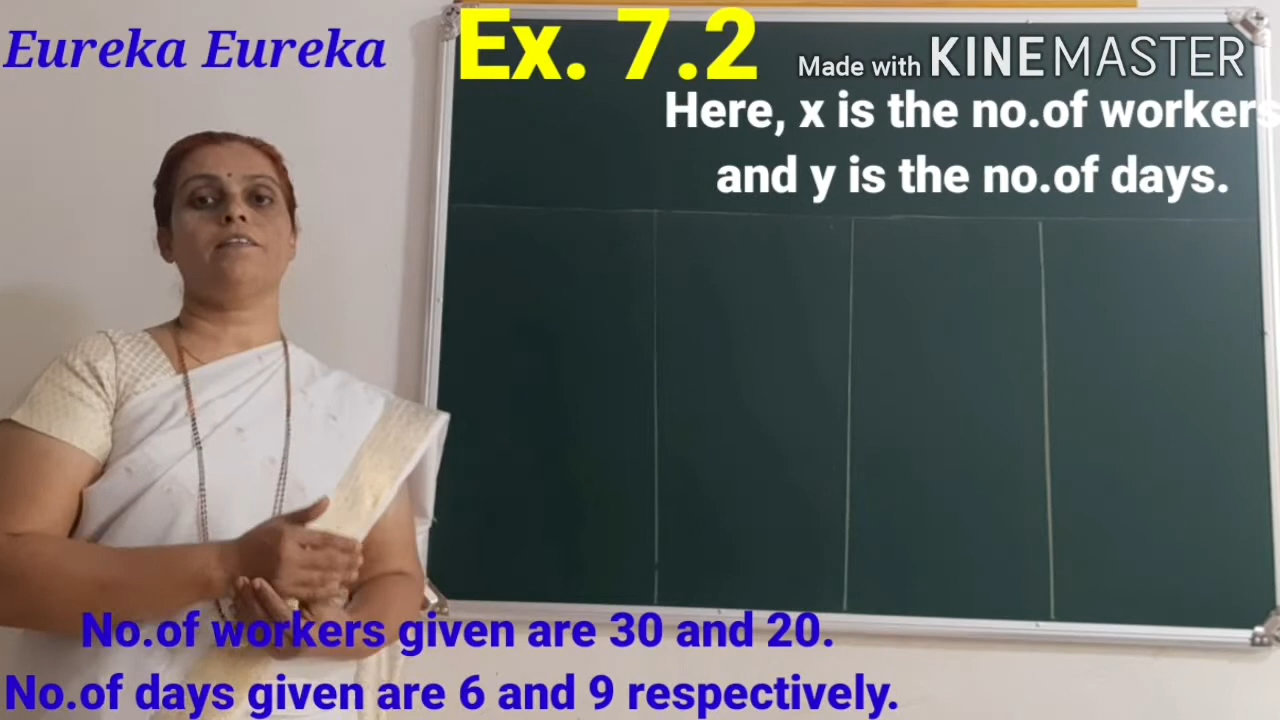 Eureka Eureka
Ex. 7.2
Made with KINEMASTER
Here, x is the no.of workers
and y is the no.of days.
No.of workers given are 30 and 20.
No.of days given are 6 and 9 respectively.